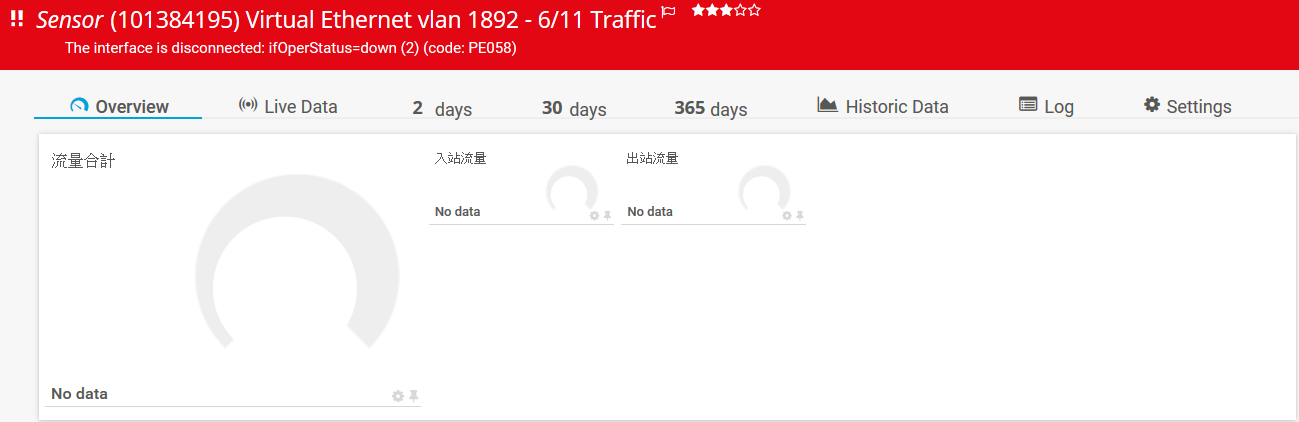 Sensor (101384195) Virtual Ethernet vlan 1892 - 6/11 Traffic
The interface is disconnected: ifOperStatus=down (2) (code: PE058)
Overview Live Data 2 days 30 days 365 days Historic Data Log Settings
流量合計
入站流量
出站流量
No data
No data
No data